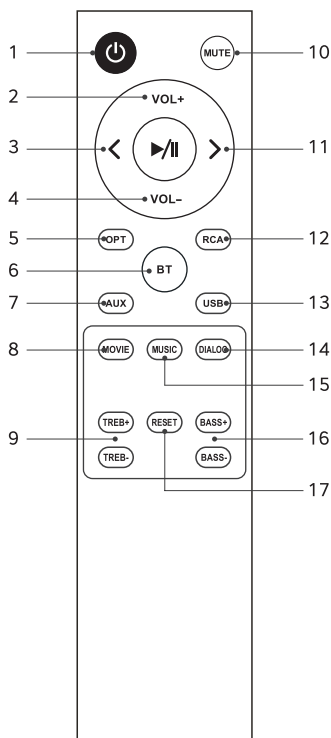 1 MUTE 10
2 VOL+
3 11
4 VOL–
5 OPT RCA 12
6 BT
7 AUX USB 13
8 MOVIE MUSIC DIALOG 14
15
TREB+ RESET BASS+
9 16
TREB- BASS-
17